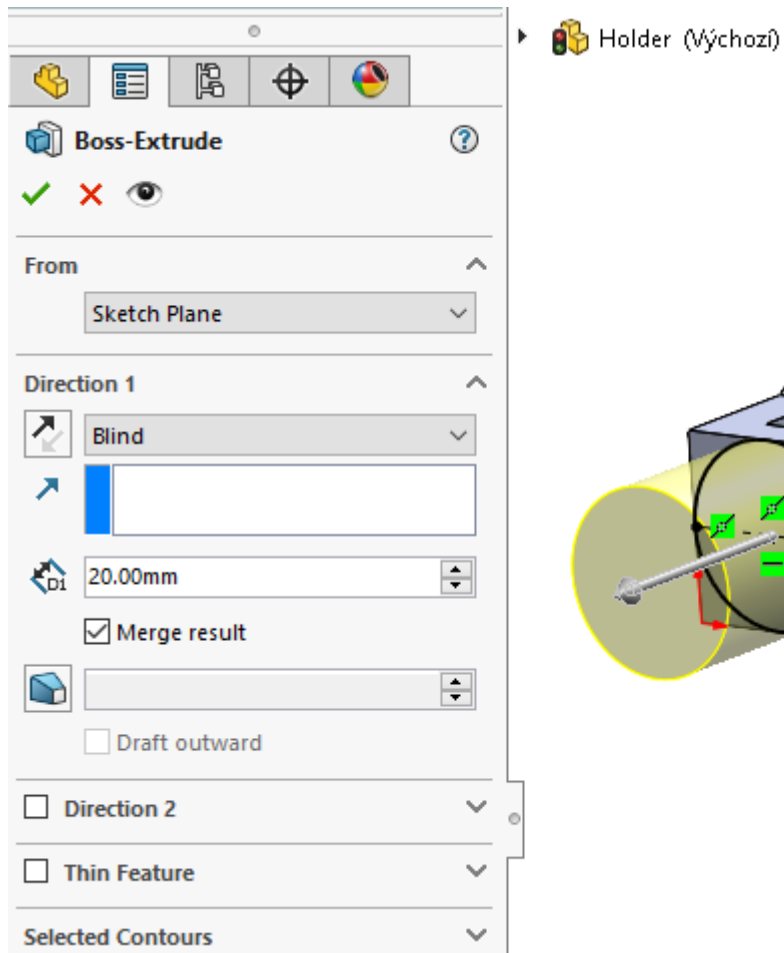 Holder (Výchozí)
Boss-Extrude
From
Sketch Plane
Direction 1
Blind
D1
20.00mm
Merge result
Draft outward
Direction 2
Thin Feature
Selected Contours